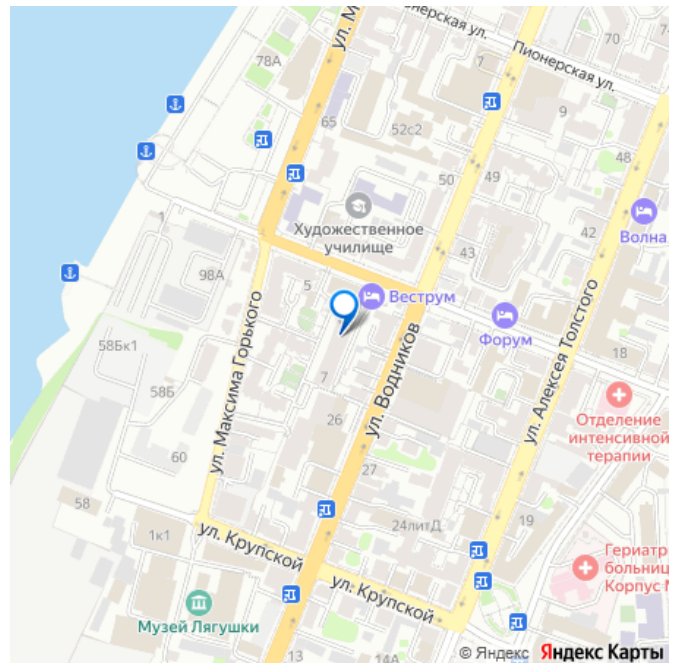 Пионерская ул.
ул. М
70
7
78А
Пионерская ул.
9
65
52с2
48
50
49
1
Художественное
училище
42
Волна
43
98А
5
Веструм
Форум
58Бк1
ул. Максима Горького
18
7
58Б
ул. Водников
ул. Алексея Толстого
Отделение
интенсивной
терапии
26
60
27
58
24литД
19
1к1
ул. Крупской
Гериатр
больниц
Корпус
ул. Крупской
Музей Лягушки
13
14А
© Яндекс Яндекс Карты